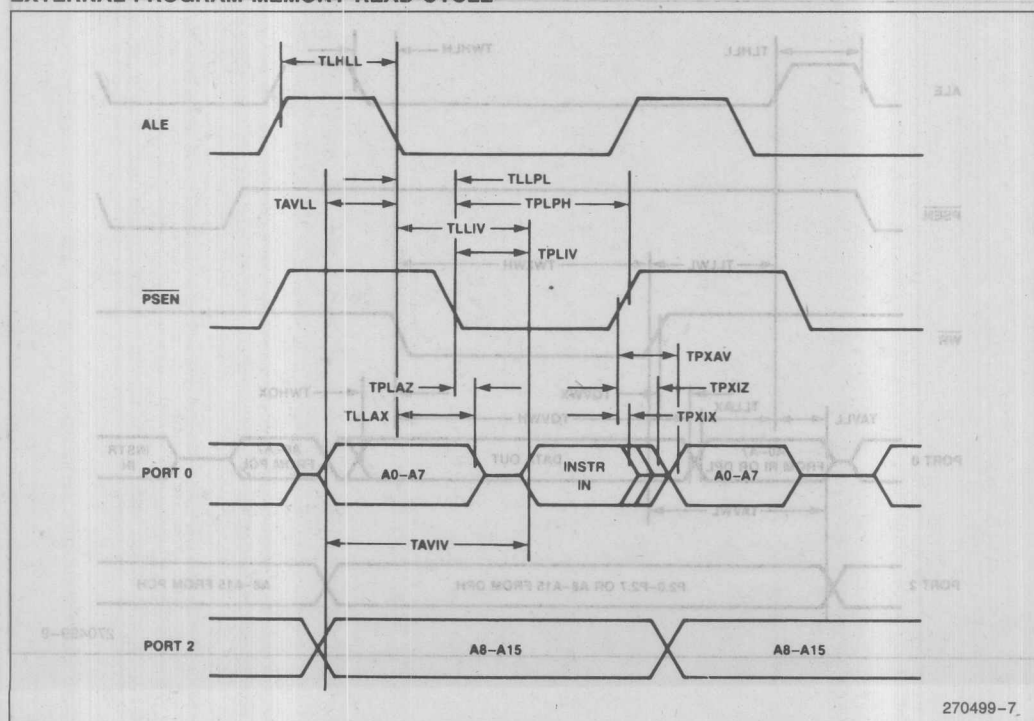 EXTERNAL PROGRAM MEMORY READ CYCLE
TLHLL
ALE
TLLPL
TAVLL
TPLPH
TLLIV
TPLIV
PSEN
TPXAV
TPLAZ
TPXIZ
TLLAX
TPXIX
PORT 0
A0-A7
INSTR
IN
A0-A7
TAVIV
PORT 2
A8-A15
A8-A15
270499-7